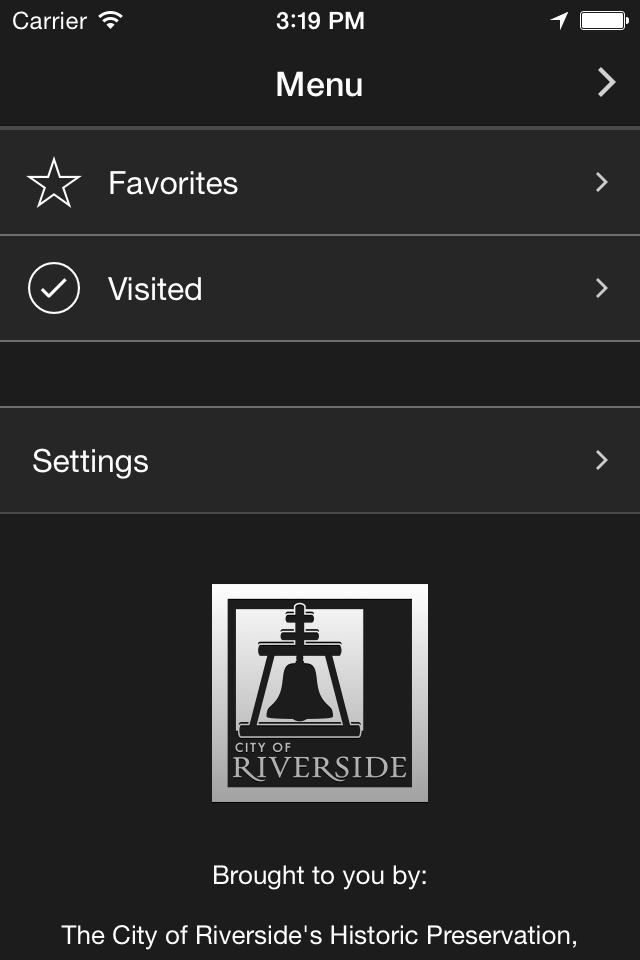 Carrier 3:19 PM
Menu
Favorites
Visited
Settings
CITY OF
RIVERSIDE
Brought to you by:
The City of Riverside's Historic Preservation,